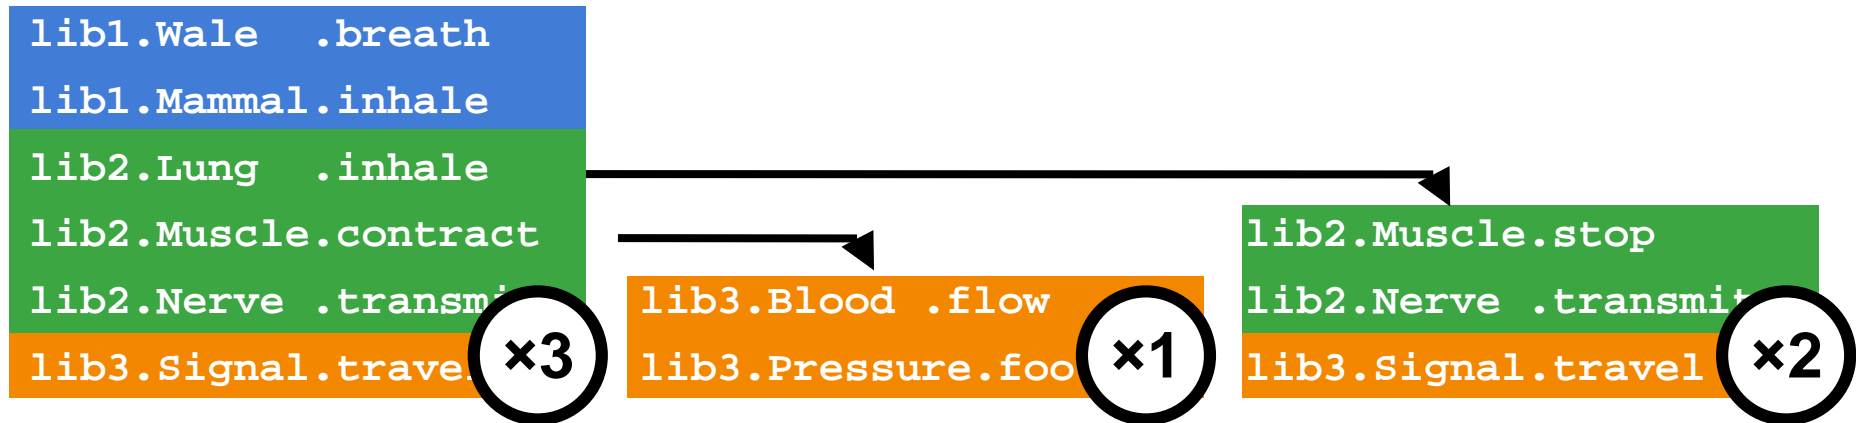 lib1.Wale  .breath
lib1.Mammal.inhale
lib2.Lung  .inhale
lib2.Muscle.contract
lib2.Nerve .transmi
lib3.Signal.trave
×3
lib3.Blood .flow
lib3.Pressure.foo
×1
lib2.Muscle.stop
lib2.Nerve .transmit
lib3.Signal.travel
×2